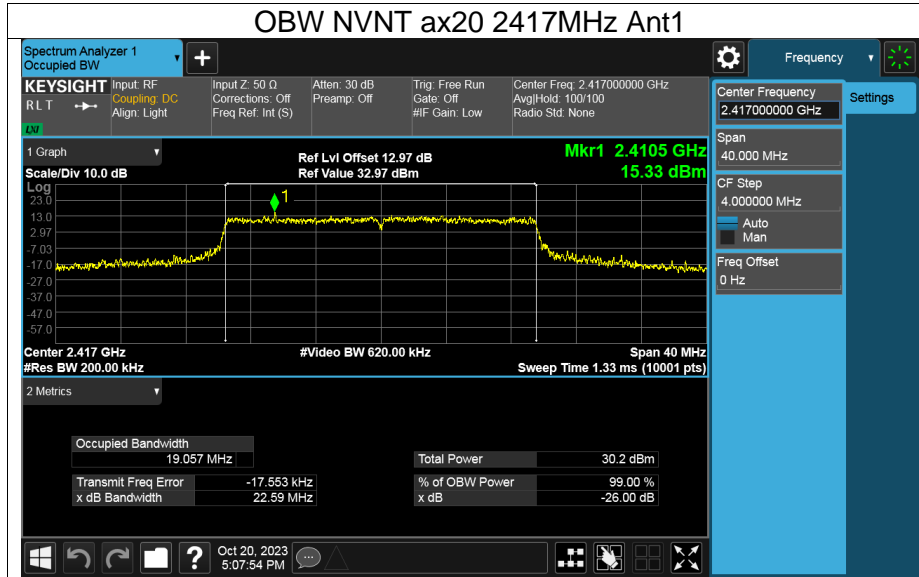 OBW NVNT ax20 2417MHz Ant1
Spectrum Analyzer 1
Occupied BW
+
Frequency
KEYSIGHT
R L T
LXI
Input: RF
Coupling: DC
Align: Light
Input Z: 50 Ω
Corrections: Off
Freq Ref: Int (S)
Atten: 30 dB
Preamp: Off
Trig: Free Run
Gate: Off
#IF Gain: Low
Center Freq: 2.417000000 GHz
Avg|Hold: 100/100
Radio Std: None
Center Frequency
2.417000000 GHz
Settings
Span
40.000 MHz
CF Step
4.000000 MHz
Auto
Man
Freq Offset
0 Hz
1 Graph
Scale/Div 10.0 dB
Ref Lvl Offset 12.97 dB
Ref Value 32.97 dBm
Mkr1 2.4105 GHz
15.33 dBm
Log
23.0
13.0
2.97
-7.03
-17.0
-27.0
-37.0
-47.0
-57.0
1
Center 2.417 GHz
#Res BW 200.00 kHz
#Video BW 620.00 kHz
Span 40 MHz
Sweep Time 1.33 ms (10001 pts)
2 Metrics
Occupied Bandwidth
19.057 MHz
Total Power 30.2 dBm
Transmit Freq Error -17.553 kHz
% of OBW Power 99.00 %
x dB Bandwidth 22.59 MHz
x dB -26.00 dB
?
Oct 20, 2023
5:07:54 PM